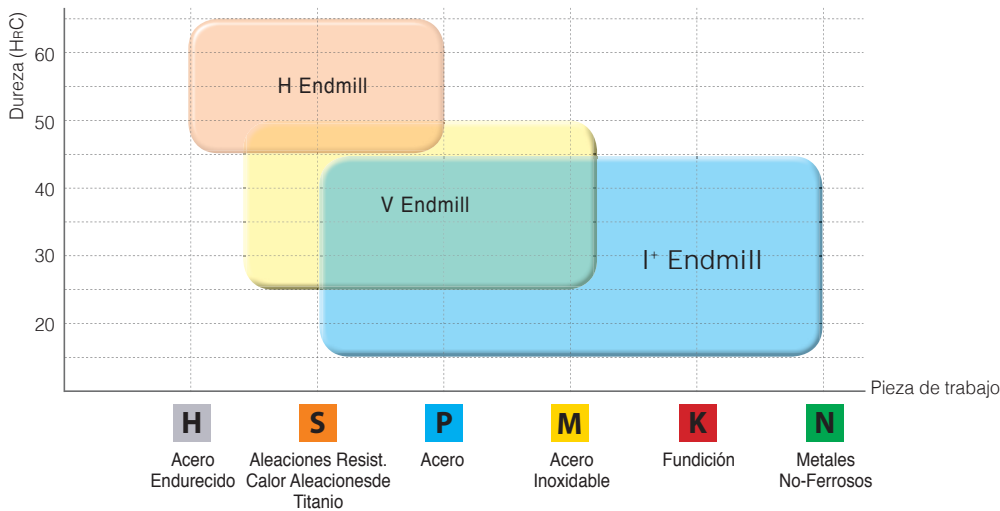 Dureza (HRC)
60
50
40
30
20
H Endmill
V Endmill
I⁺ Endmill
Pieza de trabajo
H
S
P
M
K
N
Acero
Endurecido
Aleaciones Resist.
Calor Aleacionesde
Titanio
Acero
Acero
Inoxidable
Fundición
Metales
No-Ferrosos